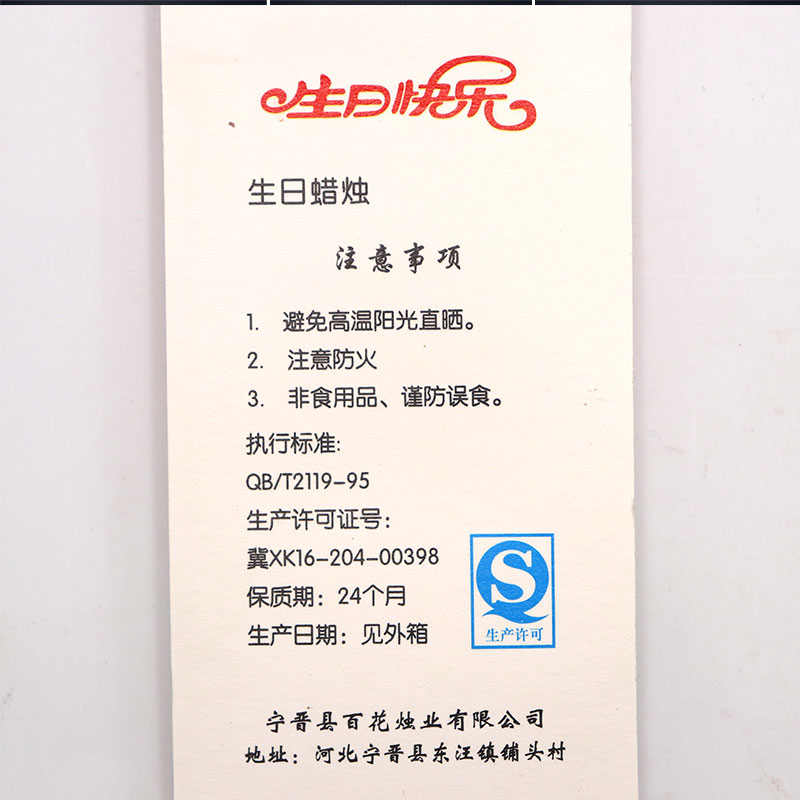 生日快乐
生日蜡烛
注意事项
1. 避免高温阳光直晒。
2. 注意防火
3. 非食用品、谨防误食。
执行标准:
QB/T2119-95
生产许可证号:
冀XK16-204-00398
保质期: 24个月
生产日期: 见外箱
S
生产许可
宁晋县百花烛业有限公司
地址: 河北宁晋县东汪镇铺头村